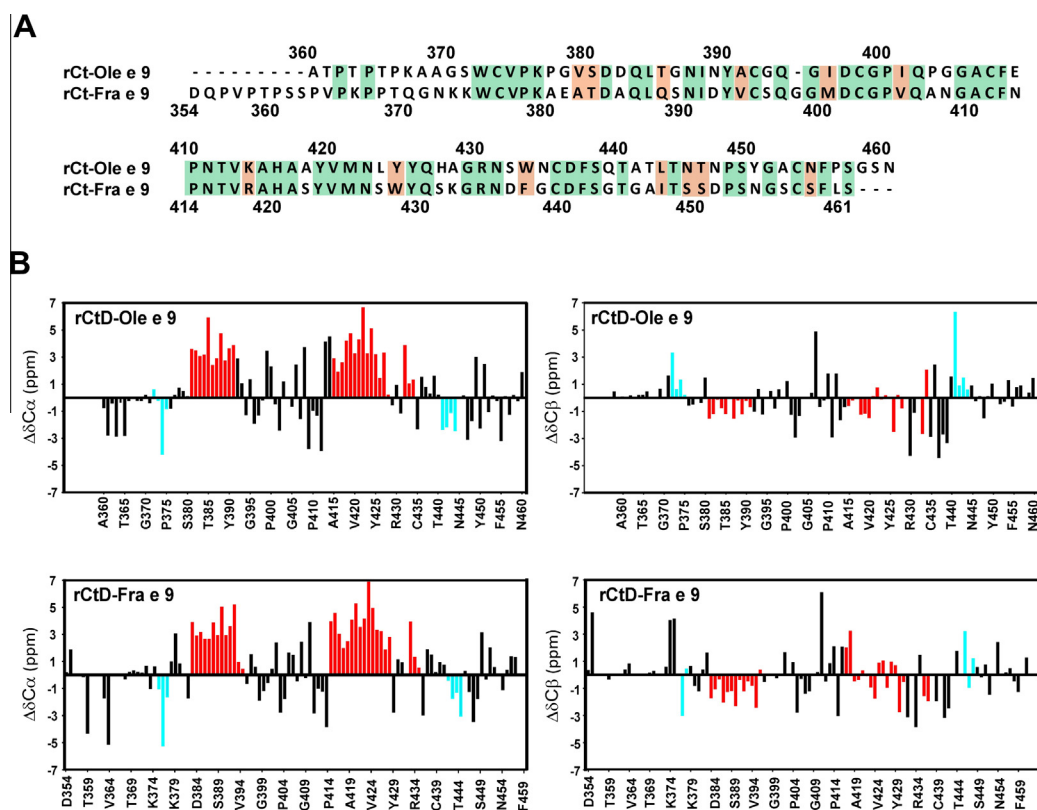 A
360 370 380 390 400
rCt-Ole e 9 - - - - - - - - - A T P T P T P K A A G S W C V P K P G V S D D Q L T G N I N Y A C G Q - G I D C G P I Q P G G A C F E
rCt-Fra e 9 D Q P V P T P S S P V P K P P T Q G N K K W C V P K A E A T D A Q L Q S N I D Y V C S Q G G M D C G P V Q A N G A C F N
354 360 370 380 390 400 410
410 420 430 440 450 460
rCt-Ole e 9 P N T V K A H A A Y V M N L Y Y Q H A G R N S W N C D F S Q T A T L T N T N P S Y G A C N F P S G S N
rCt-Fra e 9 P N T V R A H A S Y V M N S W Y Q S K G R N D F G C D F S G T G A I T S S D P S N G S C S F L S - - -
414 420 430 440 450 461
B
rCtD-Ole e 9
ΔδCα (ppm)
7
5
3
1
-1
-3
-5
-7
A360 T365 G370 P375 S380 T385 Y390 G395 P400 G405 P410 A415 V420 Y425 R430 C435 T440 N445 Y450 F455 N460
rCtD-Ole e 9
ΔδCβ (ppm)
7
5
3
1
-1
-3
-5
-7
A360 T365 G370 P375 S380 T385 Y390 G395 P400 G405 P410 A415 V420 Y425 R430 C435 T440 N445 Y450 F455 N460
rCtD-Fra e 9
ΔδCα (ppm)
7
5
3
1
-1
-3
-5
-7
D354 T359 V364 T369 K374 K379 D384 S389 V394 G399 P404 G409 P414 A419 V424 Y429 R434 C439 T444 S449 N454 F459
rCtD-Fra e 9
ΔδCβ (ppm)
7
5
3
1
-1
-3
-5
-7
D354 T359 V364 T369 K374 K379 D384 S389 V394 G399 P404 G409 P414 A419 V424 Y429 R434 C439 T444 S449 N454 F459